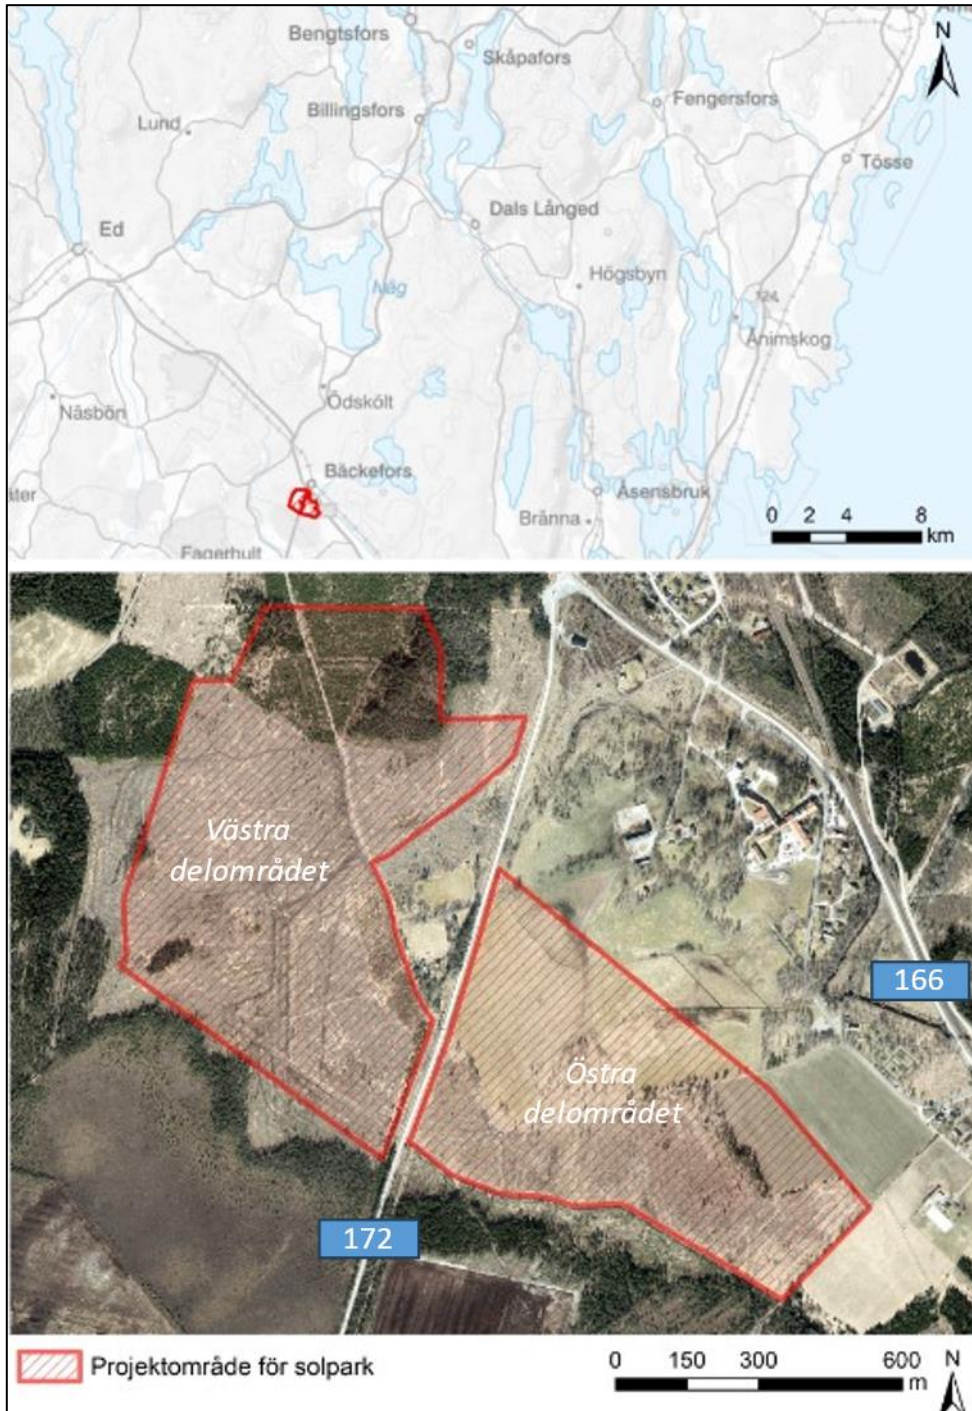 Bengtsfors
Skåpafors
N
Billingsfors
Fengersfors
Lund
Tösse
Ed
Dals Långed
Högsbyn
124
Ånimskog
Ödskölt
Näsbön
Bäckefors
Åsensbruk
Bränna
Fagerhult
0 2 4 8
km
Västra
delområdet
166
Östra
delområdet
172
Projektområde för solpark
0 150 300 600 N
m